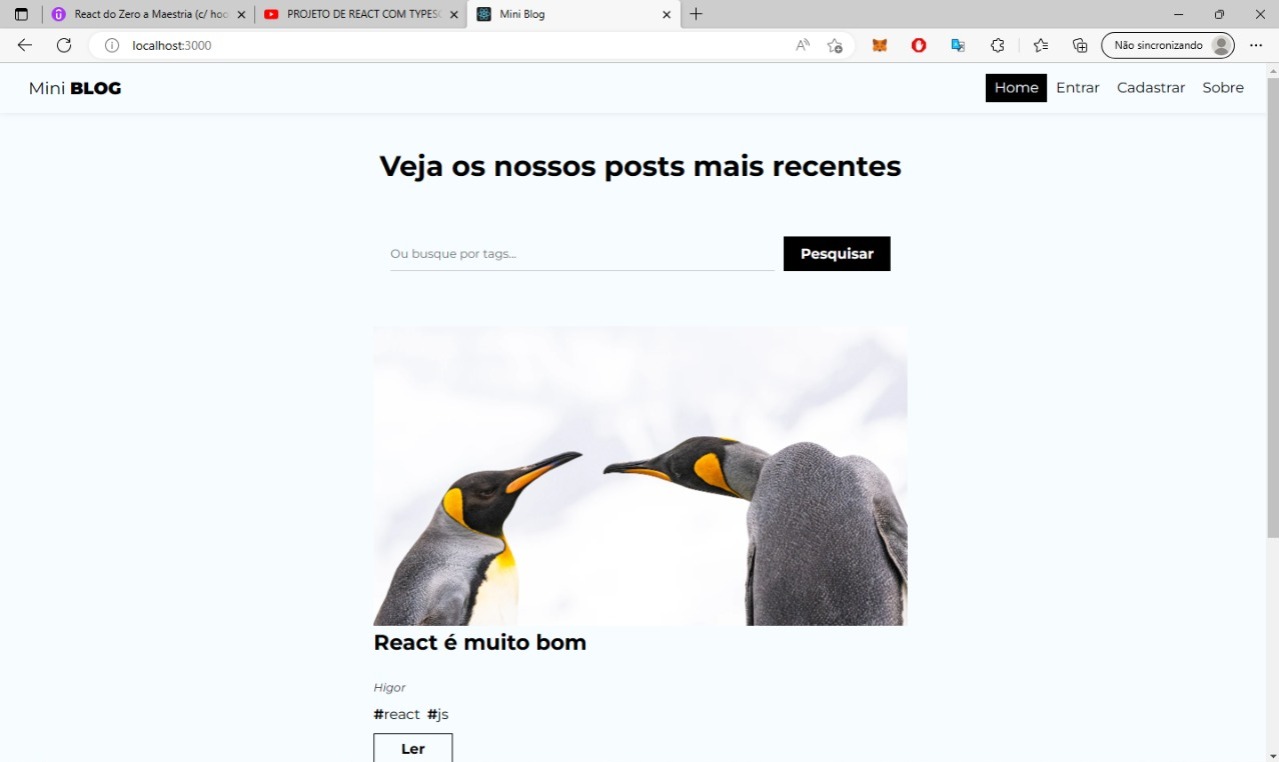 React do Zero a Maestria (c/ hoo
PROJETO DE REACT COM TYPESC
Mini Blog
localhost:3000
Não sincronizando
Mini BLOG
Home
Entrar
Cadastrar
Sobre
Veja os nossos posts mais recentes
Ou busque por tags...
Pesquisar
React é muito bom
Higor
#react #js
Ler